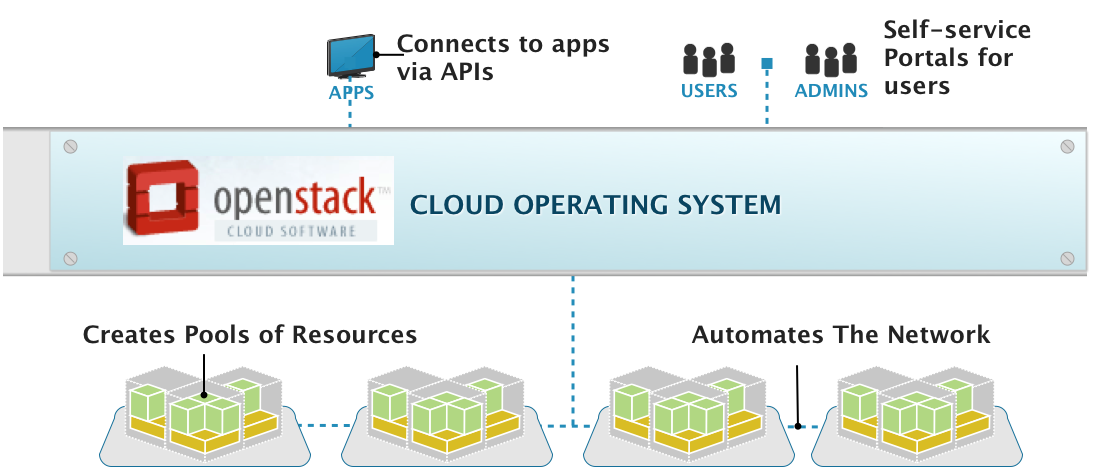 Connects to apps
via APIs
APPS
USERS
ADMINS
Self-service
Portals for
users
openstack™
CLOUD SOFTWARE
CLOUD OPERATING SYSTEM
Creates Pools of Resources
Automates The Network